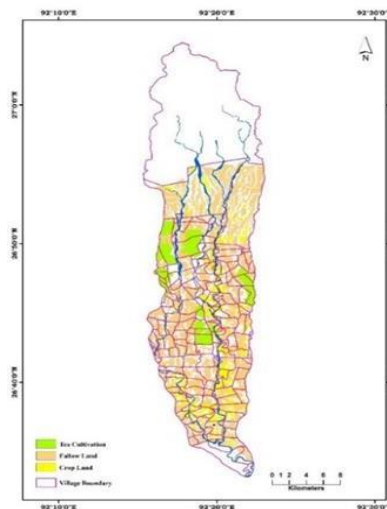 92°10'0"E 92°20'0"E 92°30'0"E
N
27°0'0"N
26°50'0"N
26°40'0"N
Tea Cultivation
Fallow Land
Crop Land
Village Boundary
0 1 2 4 6 8
Kilometers
92°10'0"E 92°20'0"E 92°30'0"E